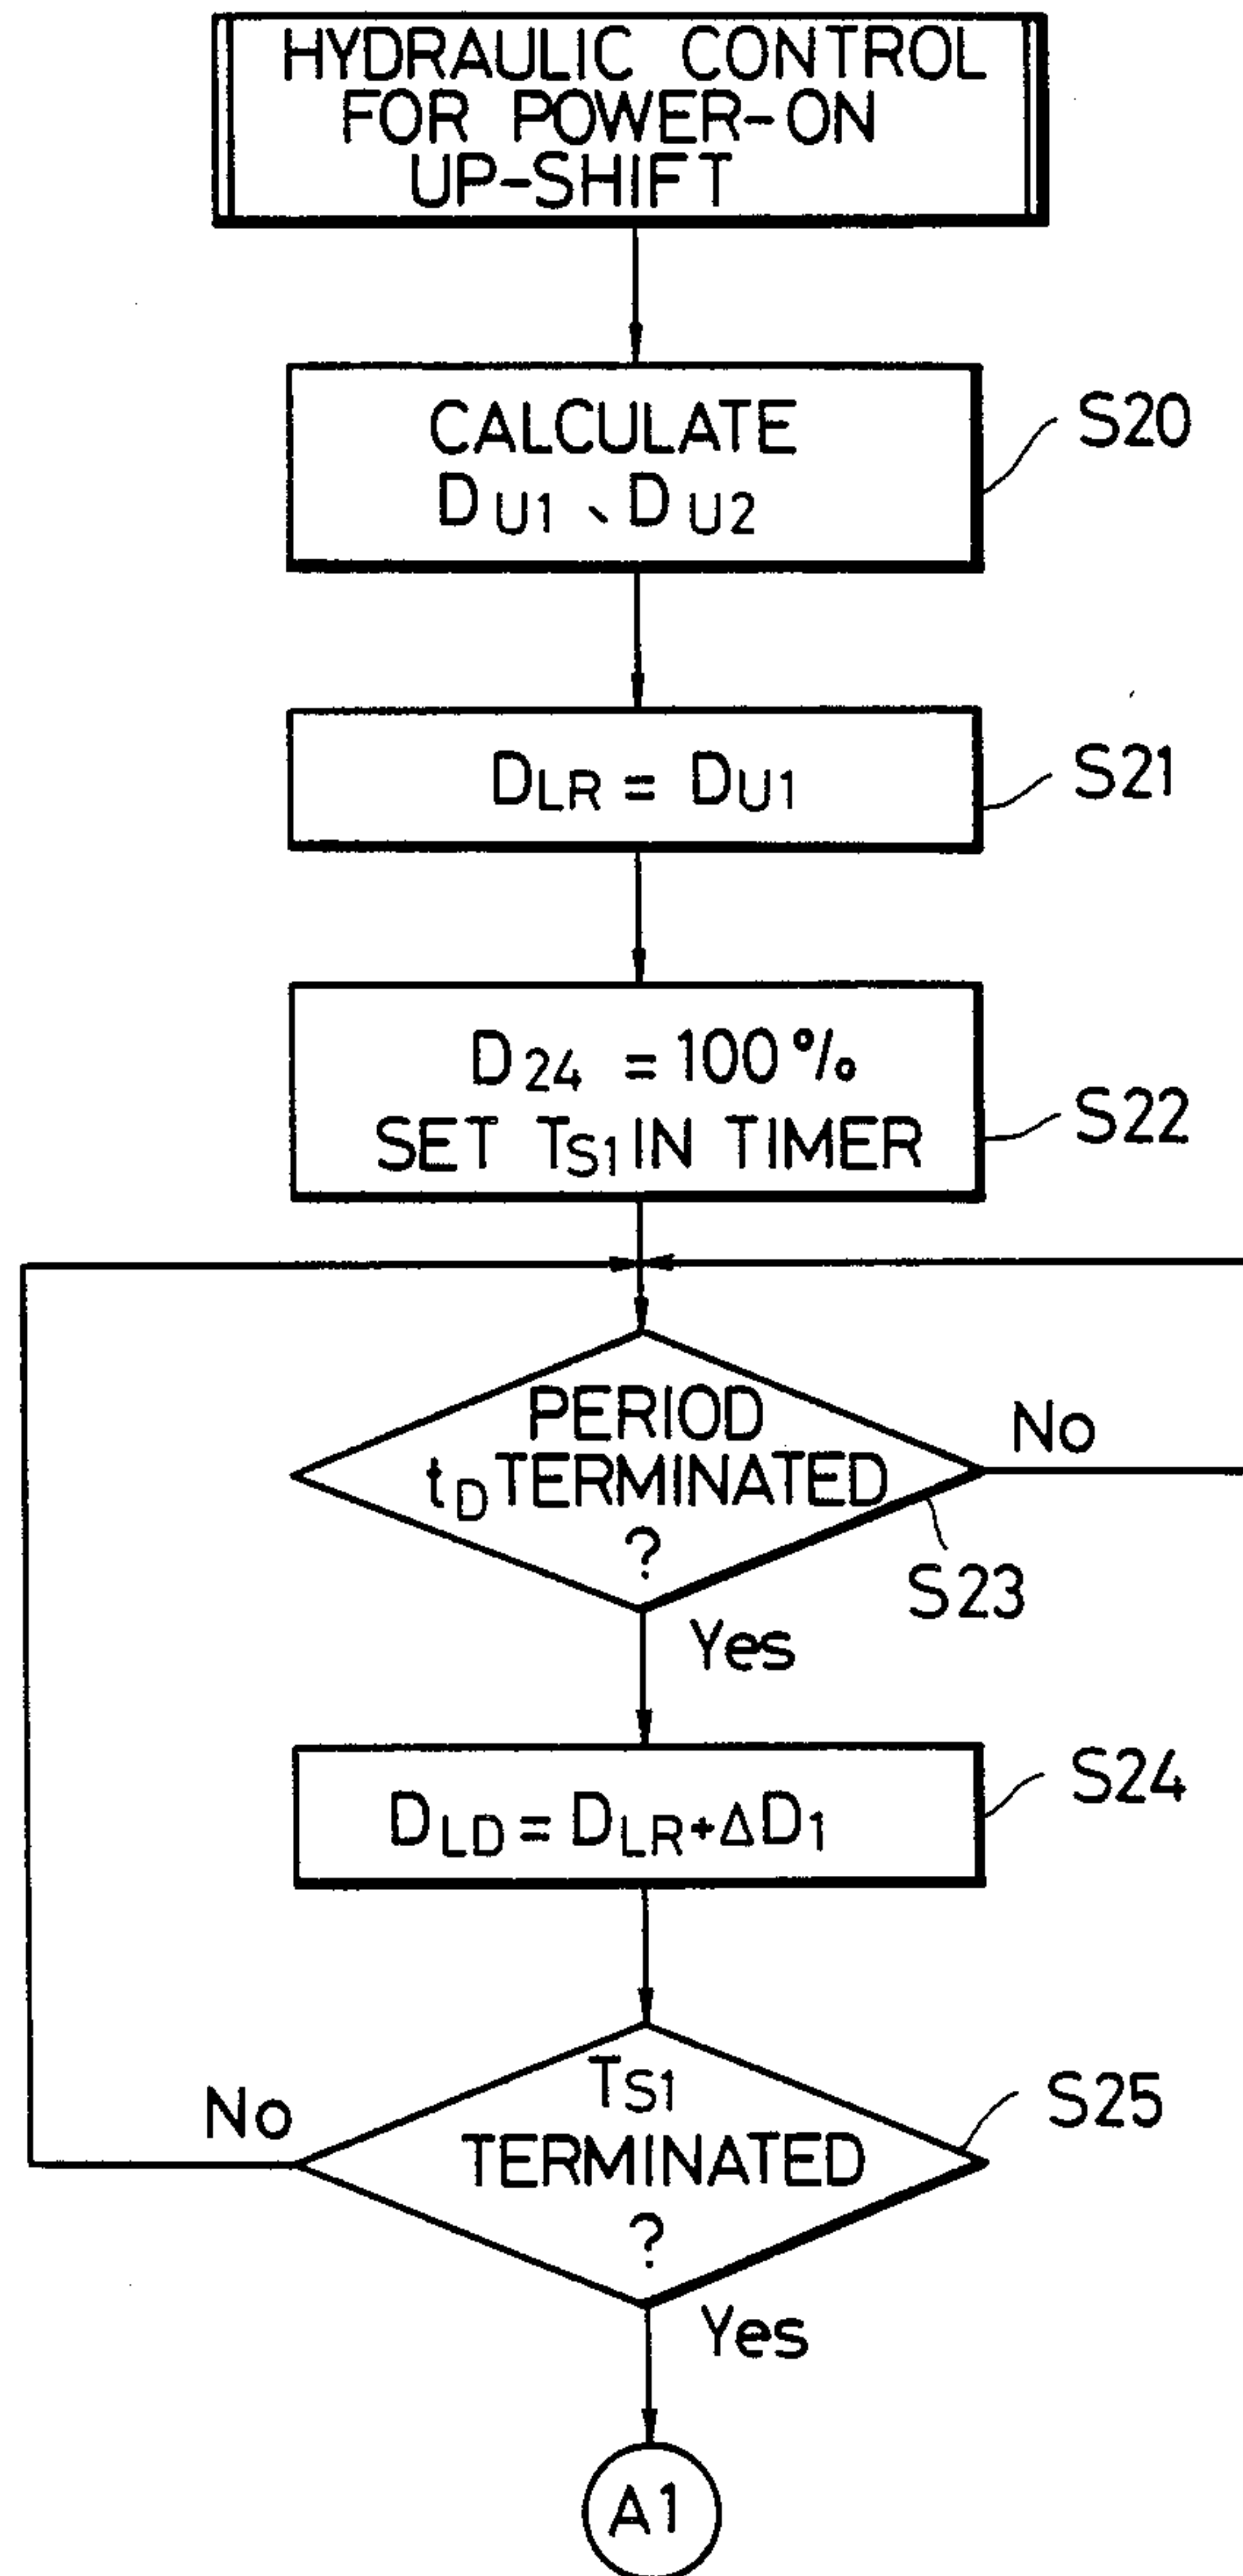 HYDRAULIC CONTROL
FOR POWER-ON
UP-SHIFT
CALCULATE
DU1、DU2
S20
DLR = DU1
S21
D24 = 100%
SET TS1 IN TIMER
S22
PERIOD
tD TERMINATED
?
No
S23
Yes
DLD = DLR + ΔD1
S24
TS1
TERMINATED
?
S25
No
Yes
A1